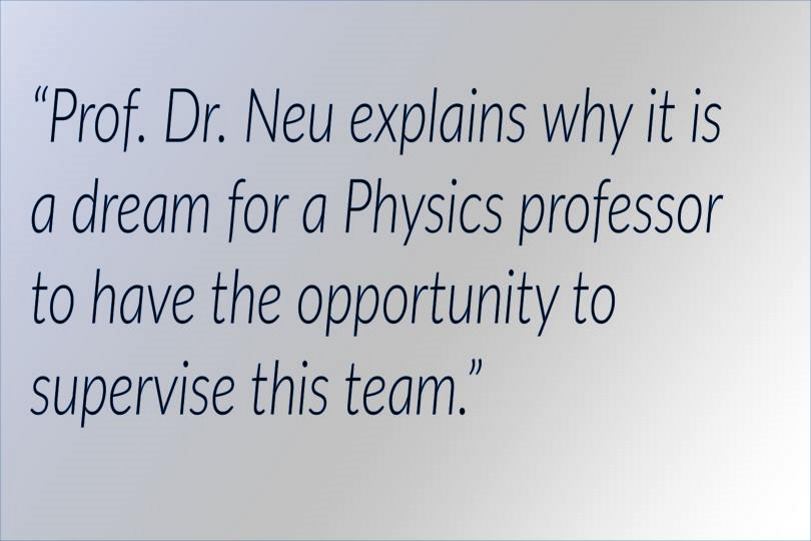 “Prof. Dr. Neu explains why it is
a dream for a Physics professor
to have the opportunity to
supervise this team.”